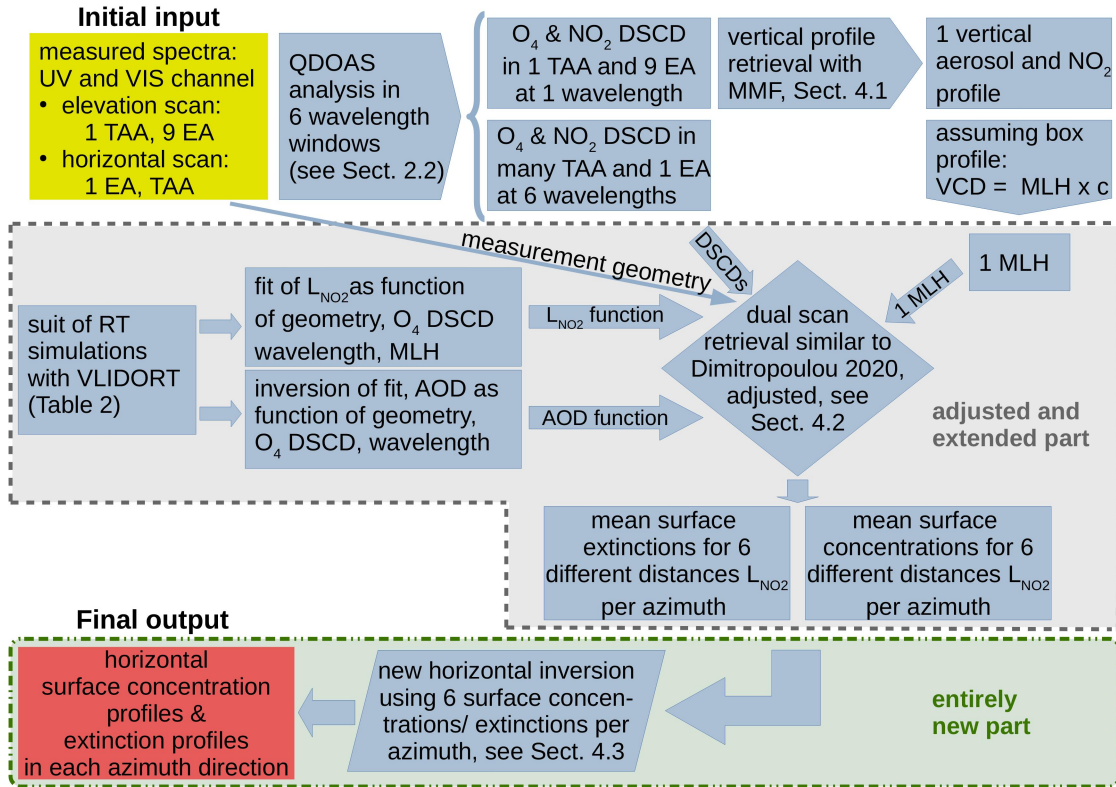 Initial input
measured spectra:
UV and VIS channel
• elevation scan:
1 TAA, 9 EA
• horizontal scan:
1 EA, TAA
QDOAS
analysis in
6 wavelength
windows
(see Sect. 2.2)
O4 & NO2 DSCD
in 1 TAA and 9 EA
at 1 wavelength
O4 & NO2 DSCD in
many TAA and 1 EA
at 6 wavelengths
vertical profile
retrieval with
MMF, Sect. 4.1
1 vertical
aerosol and NO2
profile
assuming box
profile:
VCD = MLH x c
1 MLH
1 MLH
DSCDs
measurement geometry
suit of RT
simulations
with VLIDORT
(Table 2)
fit of LNO2as function
of geometry, O4 DSCD
wavelength, MLH
inversion of fit, AOD as
function of geometry,
O4 DSCD, wavelength
LNO2 function
AOD function
dual scan
retrieval similar to
Dimitropoulou 2020,
adjusted, see
Sect. 4.2
adjusted and
extended part
mean surface
extinctions for 6
different distances LNO2
per azimuth
mean surface
concentrations for 6
different distances LNO2
per azimuth
Final output
horizontal
surface concentration
profiles &
extinction profiles
in each azimuth direction
new horizontal inversion
using 6 surface concen-
trations/ extinctions per
azimuth, see Sect. 4.3
entirely
new part